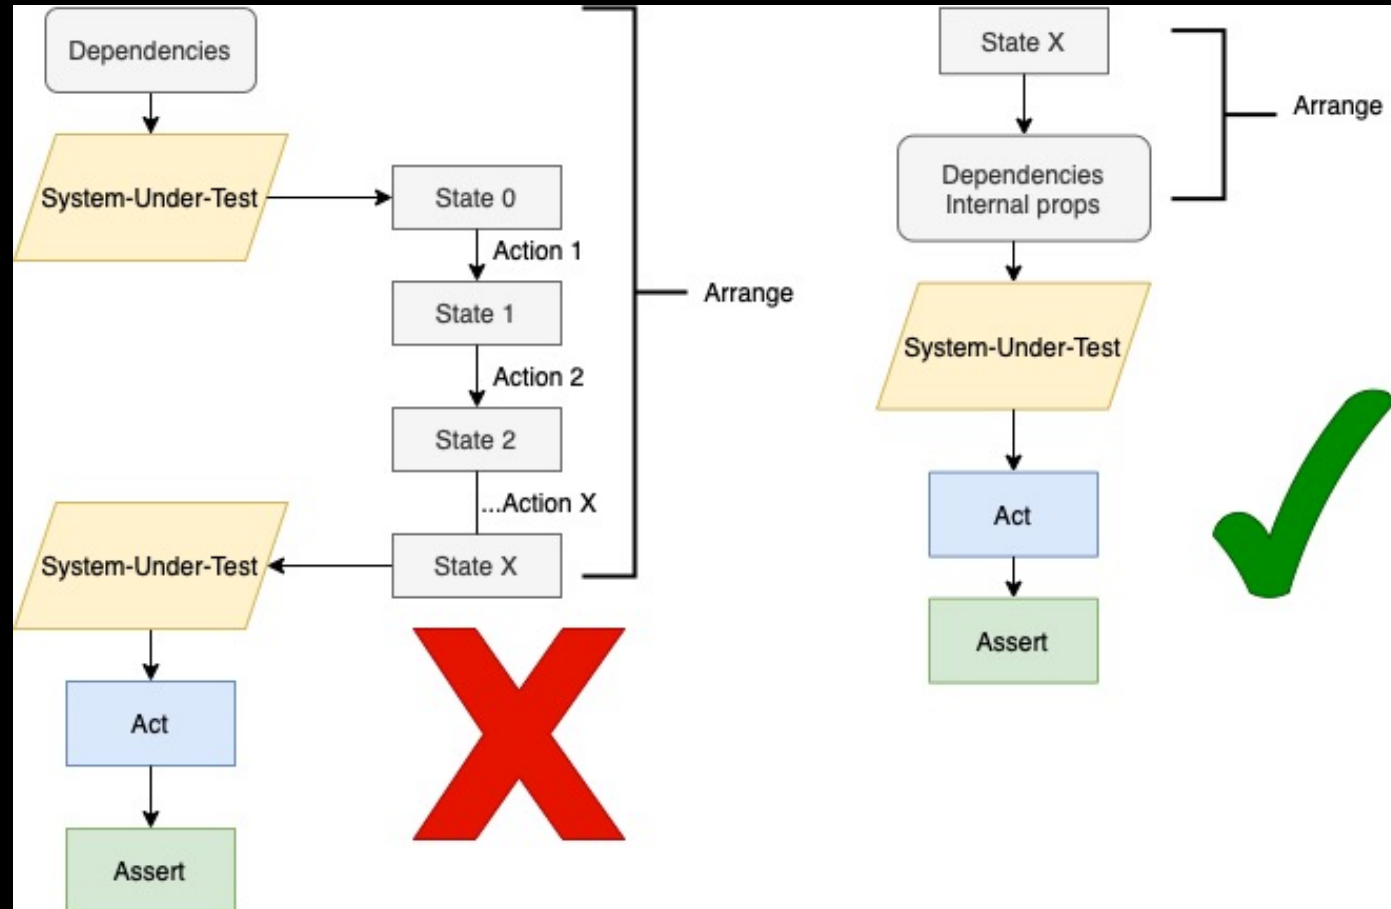 Dependencies
System-Under-Test
State 0
Action 1
State 1
Action 2
State 2
...Action X
State X
Arrange
System-Under-Test
Act
Assert
State X
Arrange
Dependencies
Internal props
System-Under-Test
Act
Assert